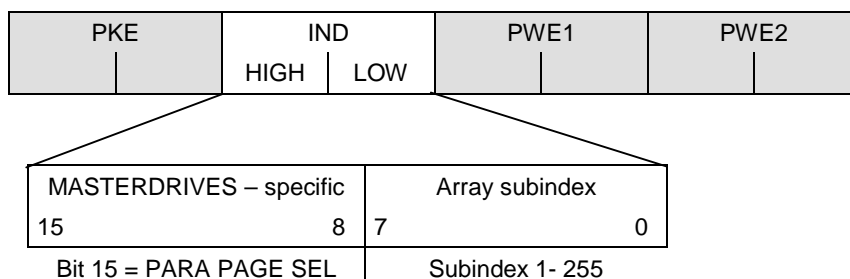 PKE IND PWE1 PWE2
HIGH LOW
MASTERDRIVES – specific Array subindex
15 8 7 0
Bit 15 = PARA PAGE SEL Subindex 1- 255